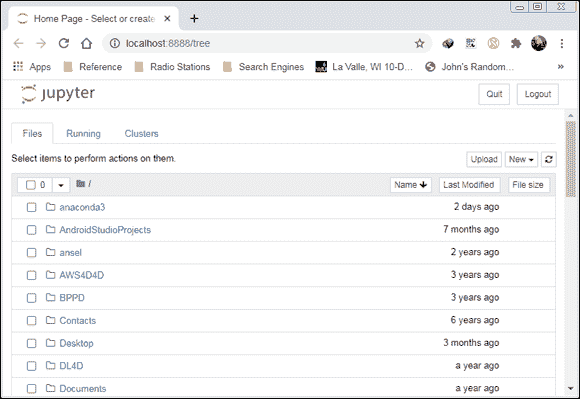 Home Page - Select or create
localhost:8888/tree
Apps Reference Radio Stations Search Engines La Valle, WI 10-D... John's Random... »
jupyter Quit Logout
Files Running Clusters
Select items to perform actions on them. Upload New
0 / Name Last Modified File size
anaconda3 2 days ago
AndroidStudioProjects 7 months ago
ansel 2 years ago
AWS4D4D 3 years ago
BPPD 3 years ago
Contacts 6 years ago
Desktop 3 months ago
DL4D a year ago
Documents a year ago